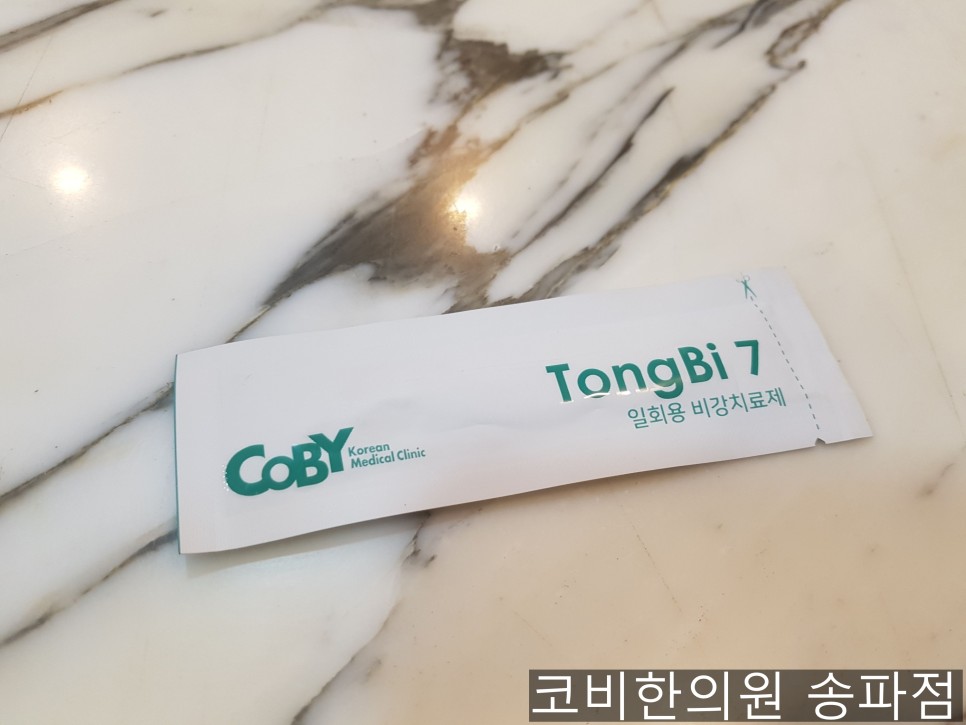 TongBi 7
일회용 비강치료제
CoBY Korean
Medical Clinic
코비한의원 송파점